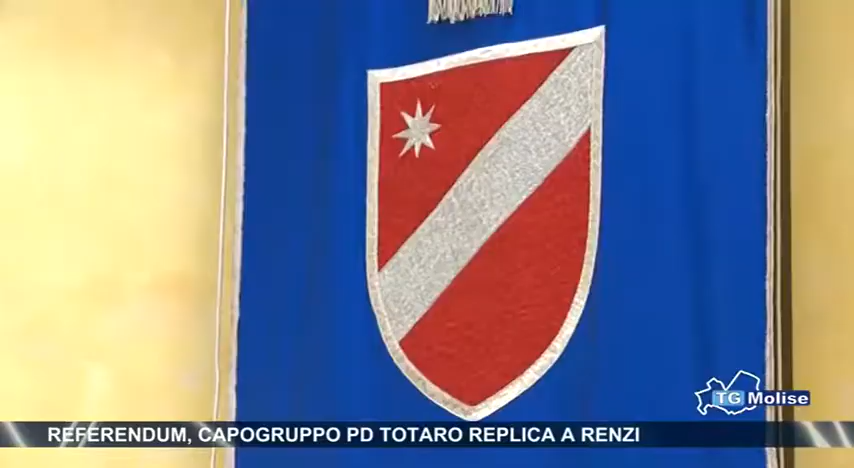 TG Molise
REFERENDUM, CAPOGRUPPO PD TOTARO REPLICA A RENZI